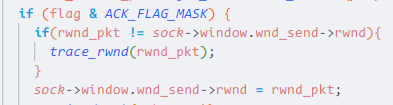 if (flag & ACK_FLAG_MASK) {
if(rwnd_pkt != sock->window.wnd_send->rwnd){
trace_rwnd(rwnd_pkt);
}
sock->window.wnd_send->rwnd = rwnd_pkt;